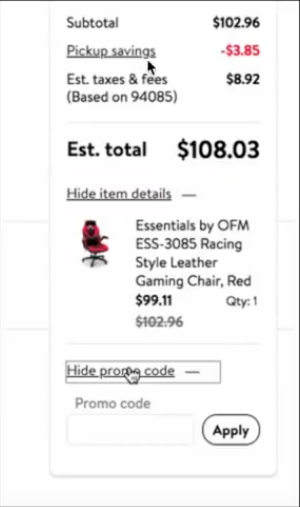 Subtotal $102.96
Pickup savings -$3.85
Est. taxes & fees $8.92
(Based on 94085)
Est. total $108.03
Hide item details —
Essentials by OFM
ESS-3085 Racing
Style Leather
Gaming Chair, Red
$99.11 Qty: 1
$102.96
Hide promo code —
Promo code
Apply